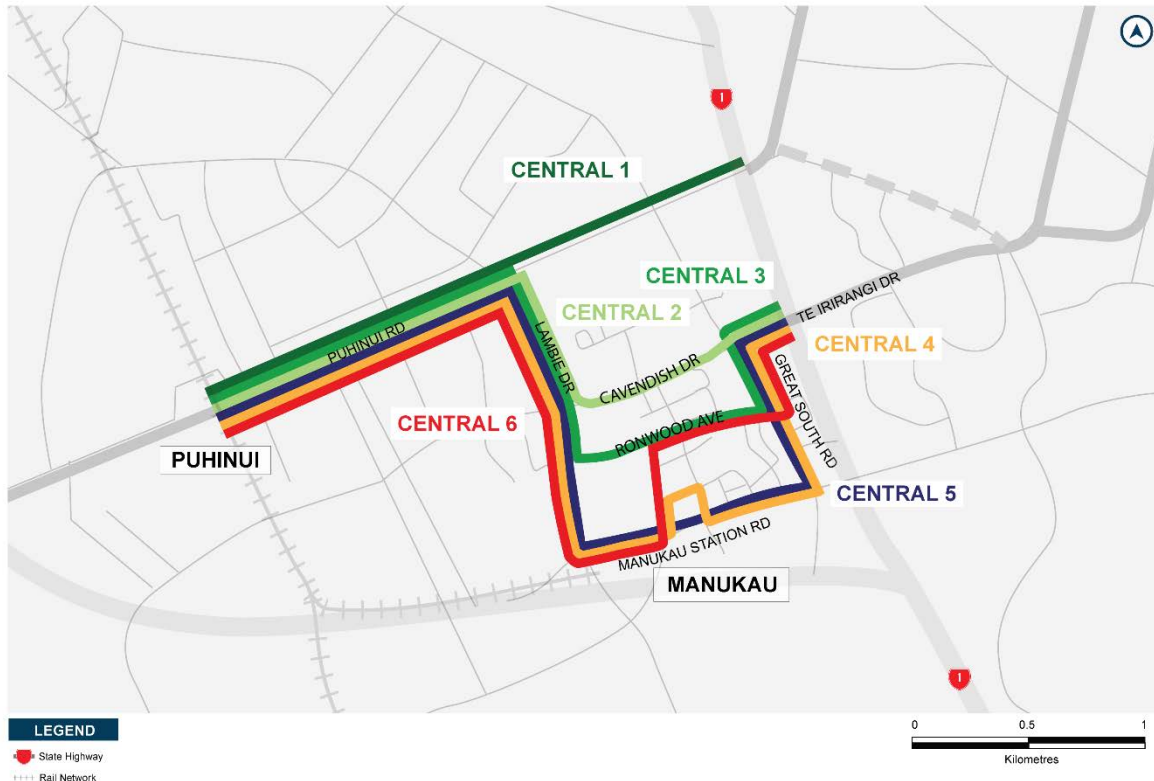 1
CENTRAL 1
CENTRAL 3
TE IRIRANGI DR
CENTRAL 2
PUHINUI RD
LAMBIE DR
CENTRAL 4
CAVENDISH DR
GREAT SOUTH RD
CENTRAL 6
RONWOOD AVE
PUHINUI
CENTRAL 5
MANUKAU STATION RD
MANUKAU
1
LEGEND
State Highway
Rail Network
0 0.5 1
Kilometres